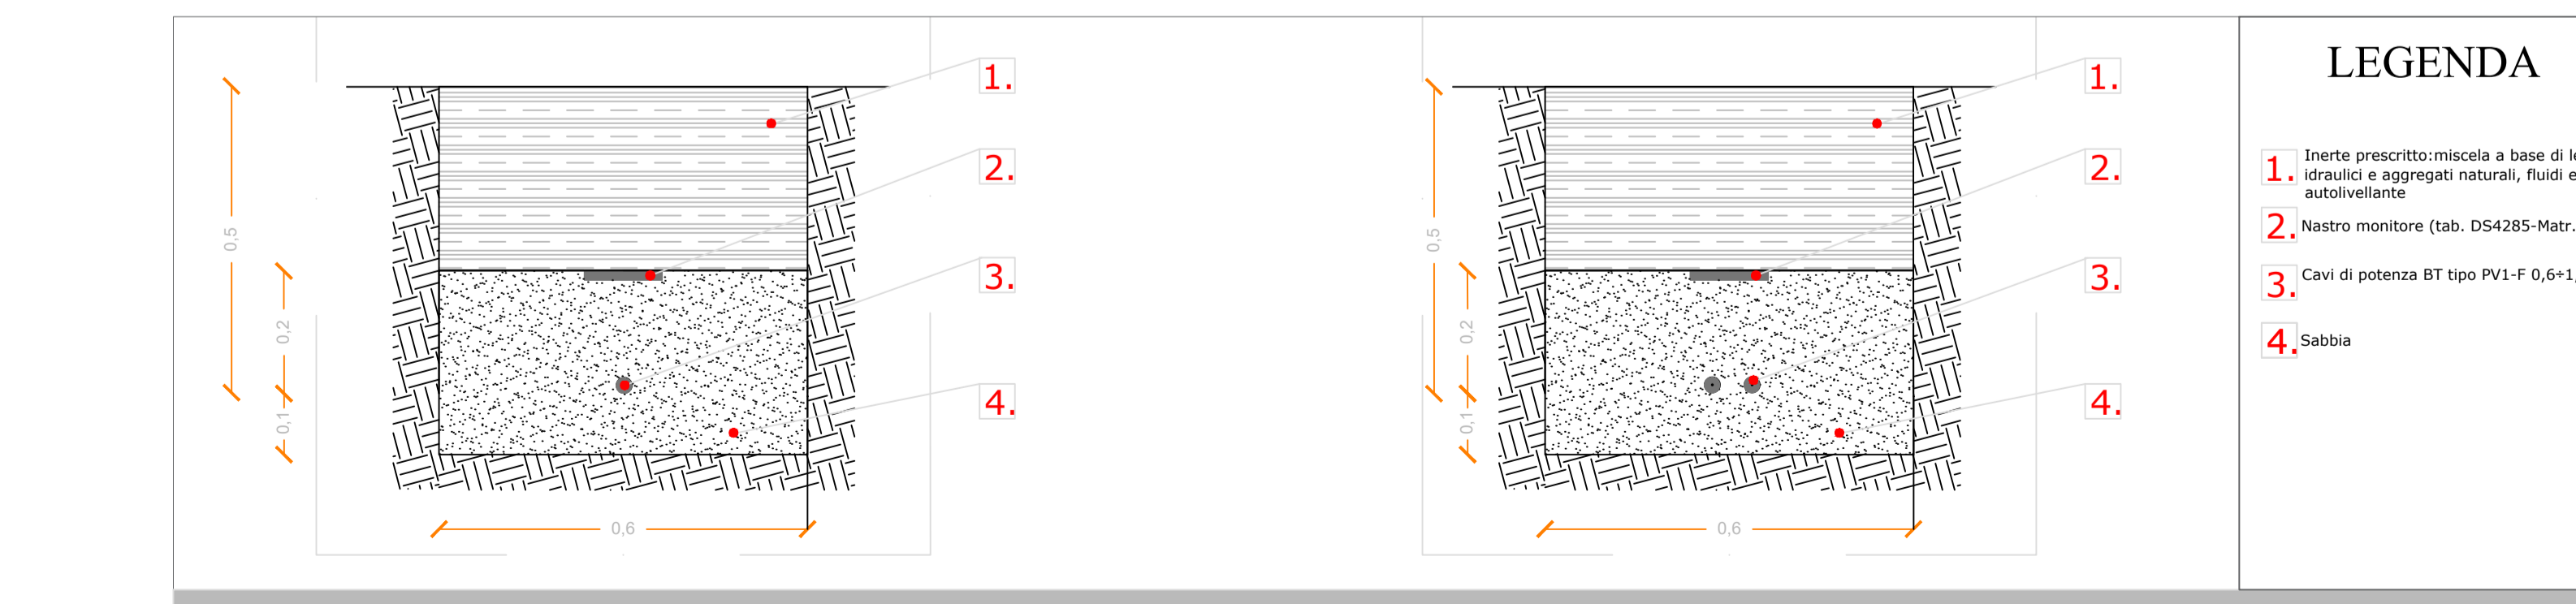 1.
2.
3.
4.
0,5
0,2
0,1
0,6
1.
2.
3.
4.
0,5
0,2
0,1
0,6
LEGENDA
1. Inerte prescritto:miscela a base di
idraulici e aggregati naturali, fluidi e
autolivellante
2. Nastro monitore (tab. DS4285-Matr.
3. Cavi di potenza BT tipo PV1-F 0,6÷1,
4. Sabbia